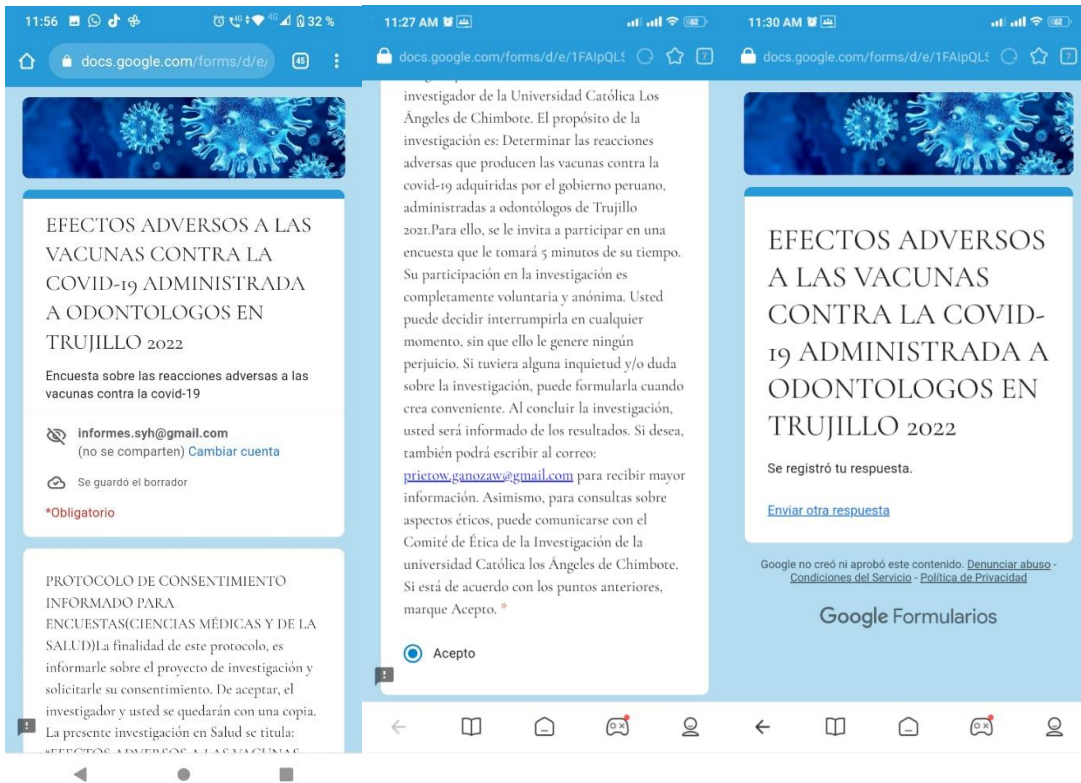 11:56
4G 32 %
docs.google.com/forms/d/e/
45
EFECTOS ADVERSOS A LAS
VACUNAS CONTRA LA
COVID-19 ADMINISTRADA
A ODONTOLOGOS EN
TRUJILLO 2022
Encuesta sobre las reacciones adversas a las
vacunas contra la covid-19
informes.syh@gmail.com
(no se comparten) Cambiar cuenta
Se guardó el borrador
*Obligatorio
PROTOCOLO DE CONSENTIMIENTO
INFORMADO PARA
ENCUESTAS(CIENCIAS MÉDICAS Y DE LA
SALUD)La finalidad de este protocolo, es
informarle sobre el proyecto de investigación y
solicitarle su consentimiento. De aceptar, el
investigador y usted se quedarán con una copia.
La presente investigación en Salud se titula:
"EFECTOS ADVERSOS A LAS VACUNAS
11:27 AM
62
docs.google.com/forms/d/e/1FAIpQLS
7
investigador de la Universidad Católica Los
Ángeles de Chimbote. El propósito de la
investigación es: Determinar las reacciones
adversas que producen las vacunas contra la
covid-19 adquiridas por el gobierno peruano,
administradas a odontólogos de Trujillo
2021.Para ello, se le invita a participar en una
encuesta que le tomará 5 minutos de su tiempo.
Su participación en la investigación es
completamente voluntaria y anónima. Usted
puede decidir interrumpirla en cualquier
momento, sin que ello le genere ningún
perjuicio. Si tuviera alguna inquietud y/o duda
sobre la investigación, puede formularla cuando
crea conveniente. Al concluir la investigación,
usted será informado de los resultados. Si desea,
también podrá escribir al correo:
prietow.ganozaw@gmail.com para recibir mayor
información. Asimismo, para consultas sobre
aspectos éticos, puede comunicarse con el
Comité de Ética de la Investigación de la
universidad Católica los Ángeles de Chimbote.
Si está de acuerdo con los puntos anteriores,
marque Acepto. *
Acepto
11:30 AM
62
docs.google.com/forms/d/e/1FAIpQLS
7
EFECTOS ADVERSOS
A LAS VACUNAS
CONTRA LA COVID-
19 ADMINISTRADA A
ODONTOLOGOS EN
TRUJILLO 2022
Se registró tu respuesta.
Enviar otra respuesta
Google no creó ni aprobó este contenido. Denunciar abuso -
Condiciones del Servicio - Política de Privacidad
Google Formularios